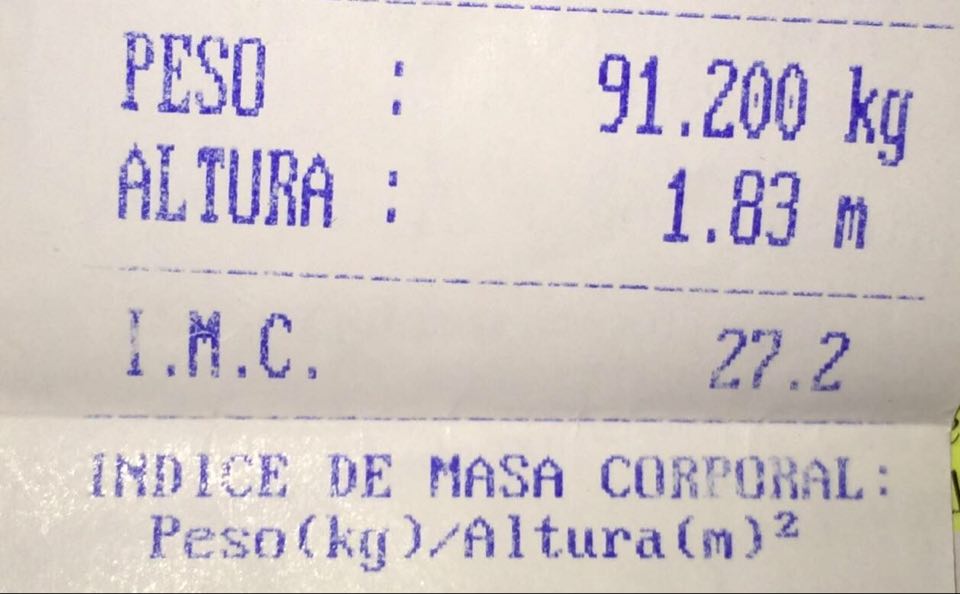 PESO : 91.200 kg
ALTURA : 1.83 m
I.M.C. 27.2
INDICE DE MASA CORPORAL:
Peso(kg)/Altura(m)²